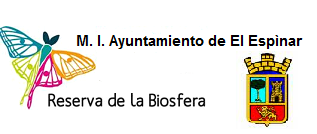 M. I. Ayuntamiento de El Espinar
Reserva de la Biosfera